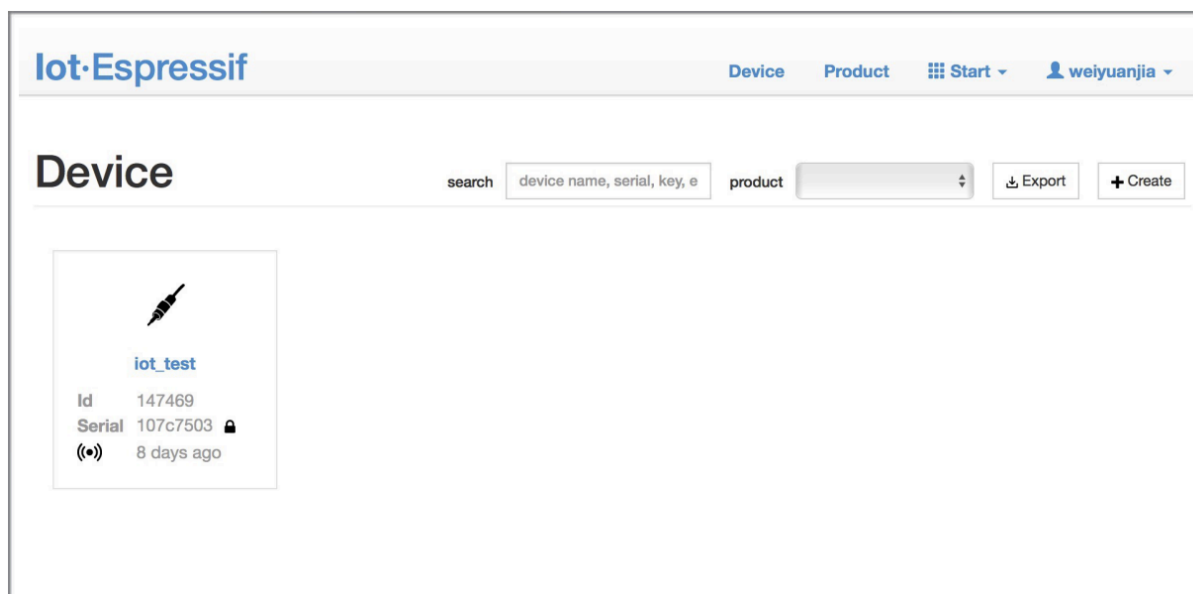 Iot·Espressif
Device Product Start weiyuanjia
Device
search device name, serial, key, e product Export Create
iot_test
Id 147469
Serial 107c7503
8 days ago